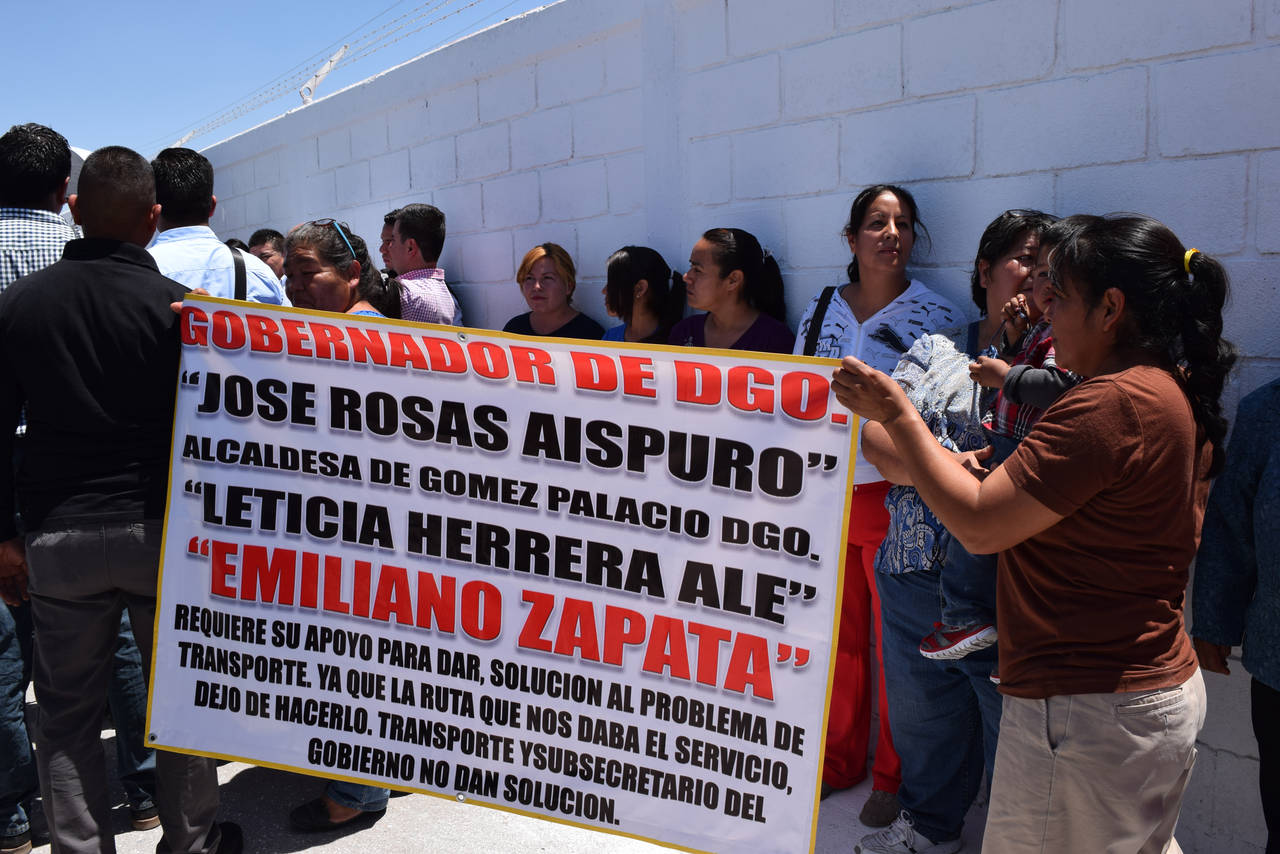 GOBERNADOR DE DGO.
“JOSE ROSAS AISPURO”
ALCALDESA DE GOMEZ PALACIO DGO.
“LETICIA HERRERA ALE”
“EMILIANO ZAPATA”
REQUIERE SU APOYO PARA DAR, SOLUCION AL PROBLEMA DE
TRANSPORTE. YA QUE LA RUTA QUE NOS DABA EL SERVICIO,
DEJO DE HACERLO. TRANSPORTE YSUBSECRETARIO DEL
GOBIERNO NO DAN SOLUCION.